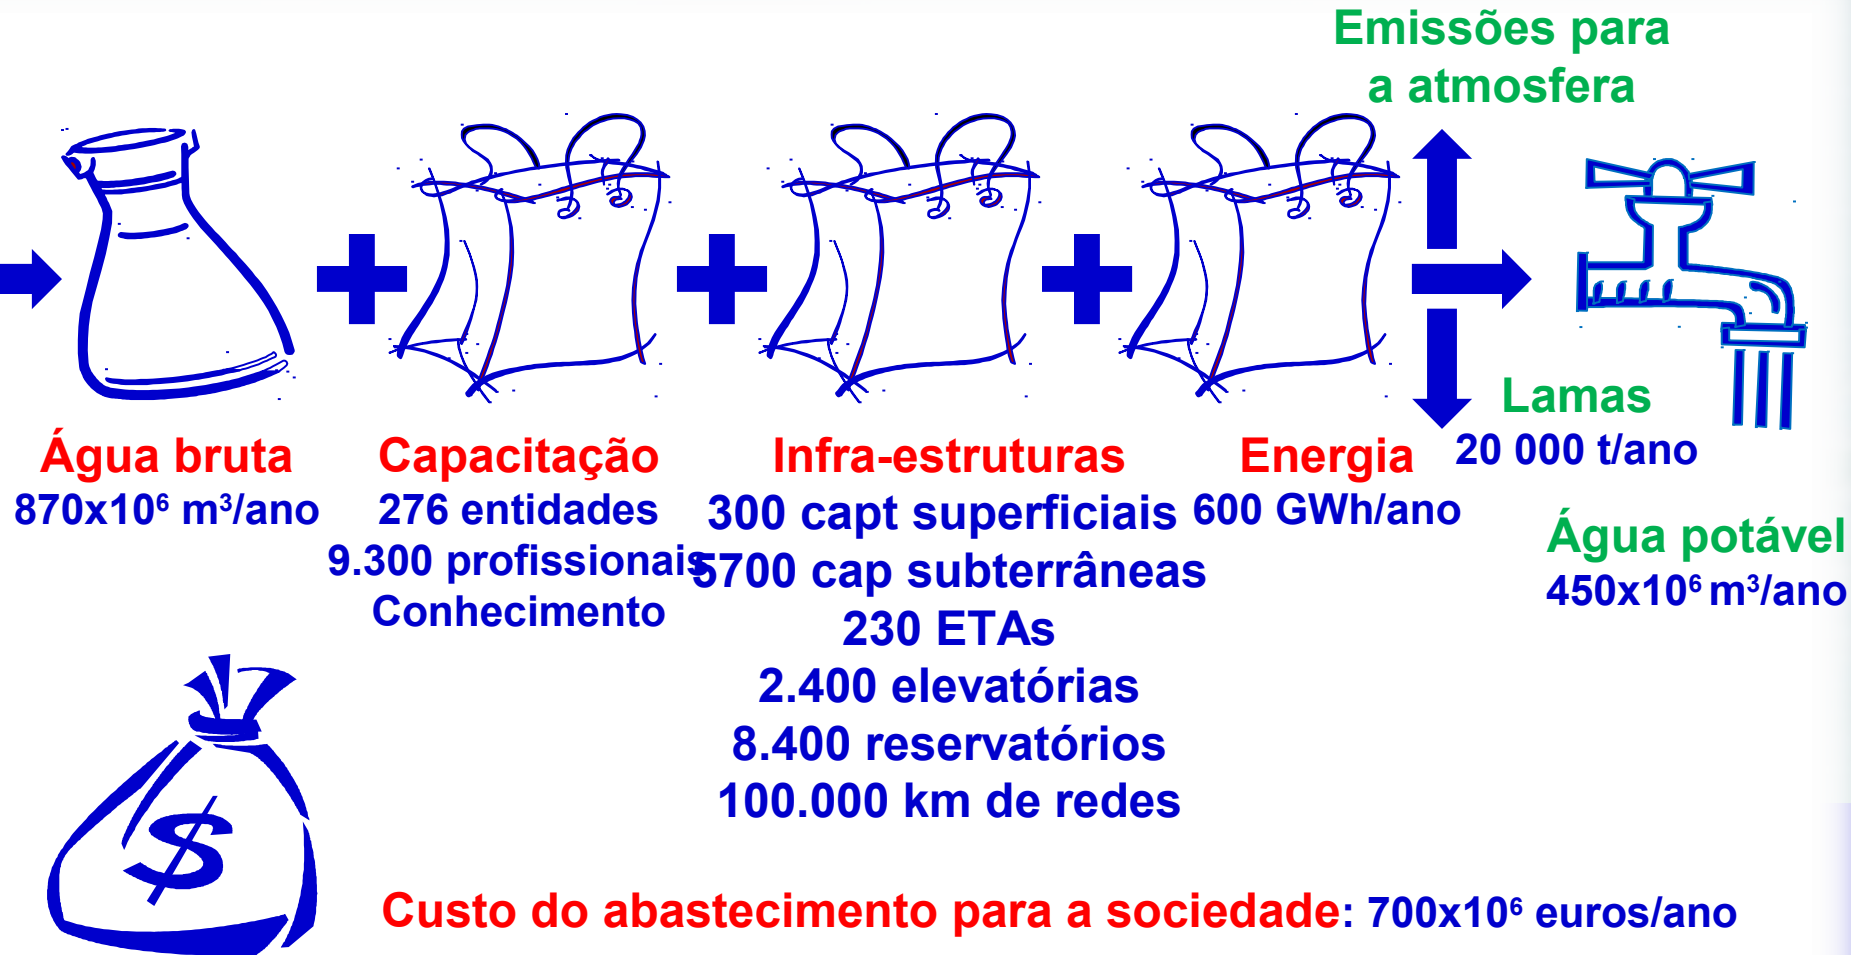 Emissões para
a atmosfera
Água bruta
870x10⁶ m³/ano
Capacitação
276 entidades
9.300 profissionais
Conhecimento
Infra-estruturas
300 capt superficiais
5700 cap subterrâneas
230 ETAs
2.400 elevatórias
8.400 reservatórios
100.000 km de redes
Energia
600 GWh/ano
Lamas
20 000 t/ano
Água potável
450x10⁶ m³/ano
$
Custo do abastecimento para a sociedade: 700x10⁶ euros/ano